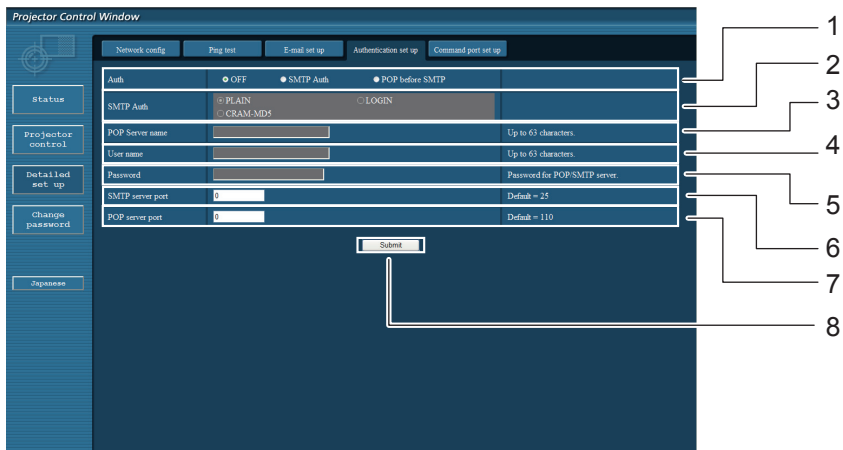 Projector Control Window
Network config Ping test E-mail set up Authentication set up Command port set up
Auth OFF SMTP Auth POP before SMTP 1
Status
SMTP Auth PLAIN LOGIN 2
CRAM-MD5
Projector control
POP Server name Up to 63 characters. 3
User name Up to 63 characters. 4
Detailed set up
Password Password for POP/SMTP server. 5
SMTP server port 0 Default = 25 6
Change password
POP server port 0 Default = 110 7
Submit 8
Japanese